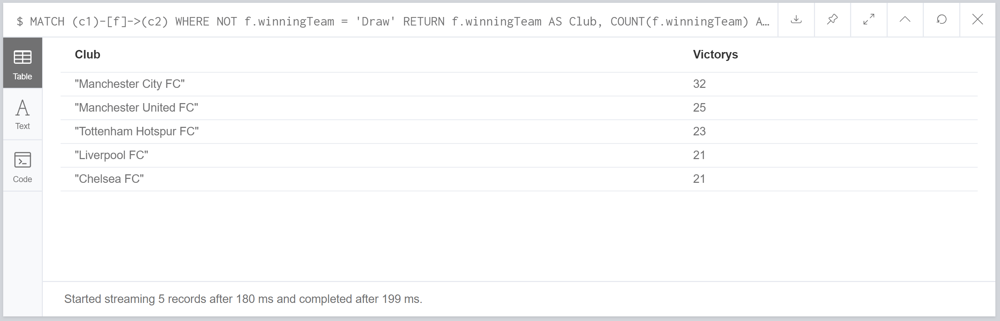 $ MATCH (c1)-[f]->(c2) WHERE NOT f.winningTeam = 'Draw' RETURN f.winningTeam AS Club, COUNT(f.winningTeam) A…
Table
Text
Code
Club Victorys
"Manchester City FC" 32
"Manchester United FC" 25
"Tottenham Hotspur FC" 23
"Liverpool FC" 21
"Chelsea FC" 21
Started streaming 5 records after 180 ms and completed after 199 ms.